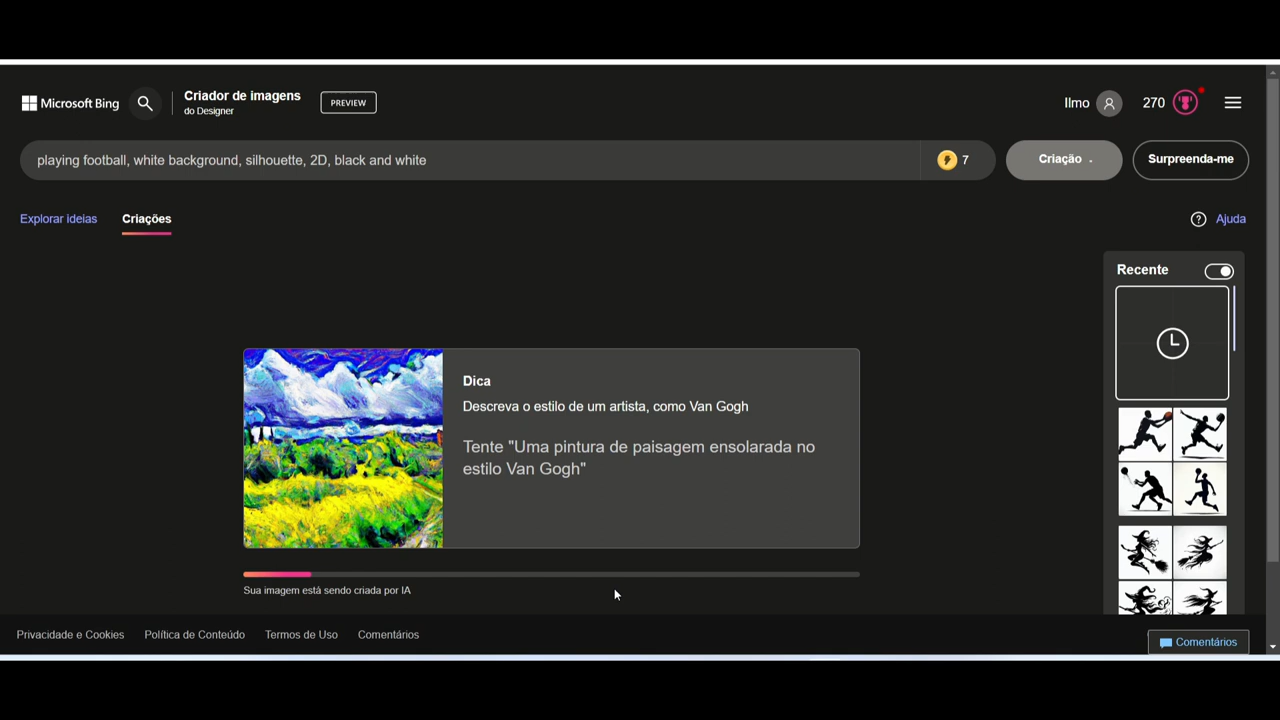 Microsoft Bing
Criador de imagens
do Designer
PREVIEW
Ilmo
270
playing football, white background, silhouette, 2D, black and white
7
Criação .
Surpreenda-me
Explorar ideias
Criações
Ajuda
Recente
Dica
Descreva o estilo de um artista, como Van Gogh
Tente "Uma pintura de paisagem ensolarada no
estilo Van Gogh"
Sua imagem está sendo criada por IA
Privacidade e Cookies
Política de Conteúdo
Termos de Uso
Comentários
Comentários